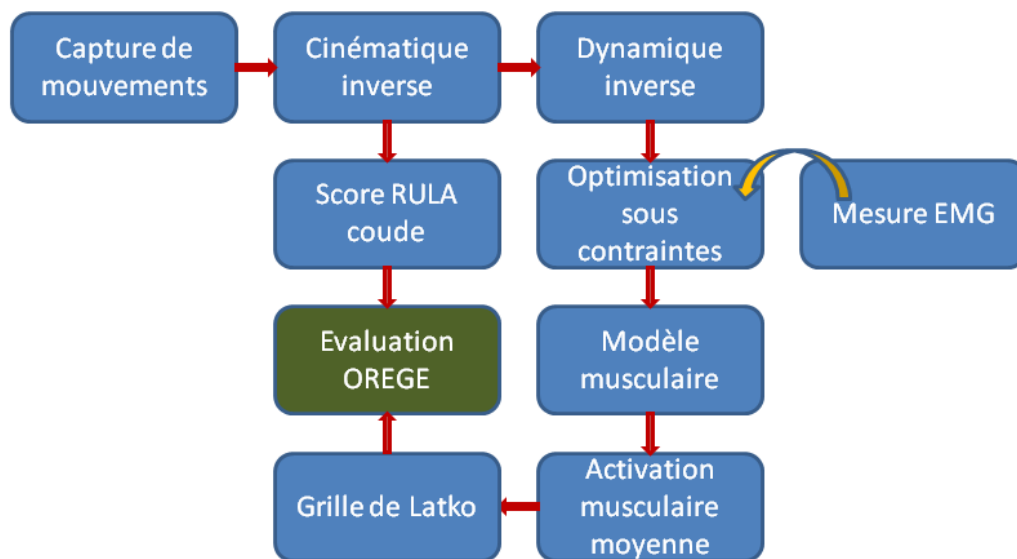 Capture de
mouvements
Cinématique
inverse
Dynamique
inverse
Score RULA
coude
Optimisation
sous
contraintes
Mesure EMG
Evaluation
OREGE
Modèle
musculaire
Grille de Latko
Activation
musculaire
moyenne